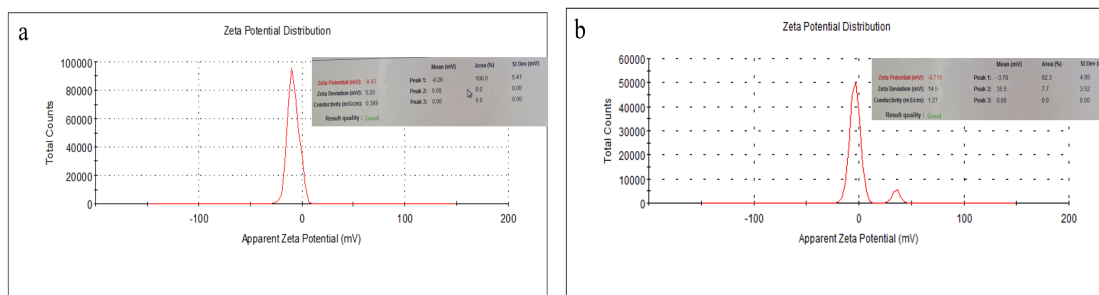 a
Zeta Potential Distribution
Mean (mV) Area (%) St Dev (mV)
Zeta Potential (mV): -8.43 Peak 1: -8.26 100.0 5.41
Zeta Deviation (mV): 5.20 Peak 2: 0.00 0.0 0.00
Conductivity (mS/cm): 0.389 Peak 3: 0.00 0.0 0.00
Result quality : Good
Total Counts
100000
80000
60000
40000
20000
0
-100 0 100 200
Apparent Zeta Potential (mV)
b
Zeta Potential Distribution
Mean (mV) Area (%) St Dev (mV)
Zeta Potential (mV): Peak 1: -3.70 92.3 4.95
Zeta Deviation (mV): 14.5 Peak 2: 35.5 7.7 3.52
Conductivity (mS/cm): 1.27 Peak 3: 0.00 0.0 0.00
Result quality : Good
Total Counts
60000
50000
40000
30000
20000
10000
0
-100 0 100 200
Apparent Zeta Potential (mV)